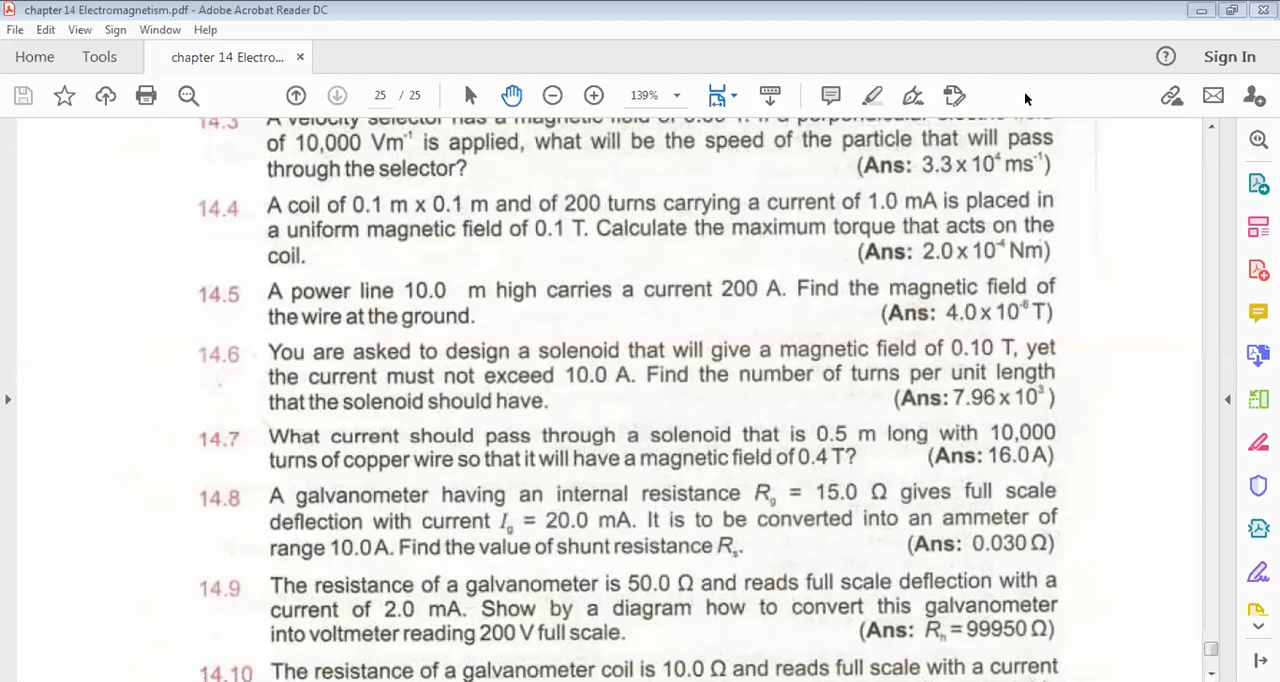 chapter 14 Electromagnetism.pdf - Adobe Acrobat Reader DC
File Edit View Sign Window Help
Home Tools chapter 14 Electro... × Sign In
25 / 25 139%
14.3 A velocity selector has a magnetic field of
of 10,000 Vm⁻¹ is applied, what will be the speed of the particle that will pass
through the selector? (Ans: 3.3 x 10⁴ ms⁻¹)
14.4 A coil of 0.1 m x 0.1 m and of 200 turns carrying a current of 1.0 mA is placed in
a uniform magnetic field of 0.1 T. Calculate the maximum torque that acts on the
coil. (Ans: 2.0 x 10⁻⁴ Nm)
14.5 A power line 10.0 m high carries a current 200 A. Find the magnetic field of
the wire at the ground. (Ans: 4.0 x 10⁻⁶ T)
14.6 You are asked to design a solenoid that will give a magnetic field of 0.10 T, yet
the current must not exceed 10.0 A. Find the number of turns per unit length
that the solenoid should have. (Ans: 7.96 x 10³ )
14.7 What current should pass through a solenoid that is 0.5 m long with 10,000
turns of copper wire so that it will have a magnetic field of 0.4 T? (Ans: 16.0 A)
14.8 A galvanometer having an internal resistance Rg = 15.0 Ω gives full scale
deflection with current Ig = 20.0 mA. It is to be converted into an ammeter of
range 10.0 A. Find the value of shunt resistance Rs. (Ans: 0.030 Ω)
14.9 The resistance of a galvanometer is 50.0 Ω and reads full scale deflection with a
current of 2.0 mA. Show by a diagram how to convert this galvanometer
into voltmeter reading 200 V full scale. (Ans: Rh = 99950 Ω)
14.10 The resistance of a galvanometer coil is 10.0 Ω and reads full scale with a current